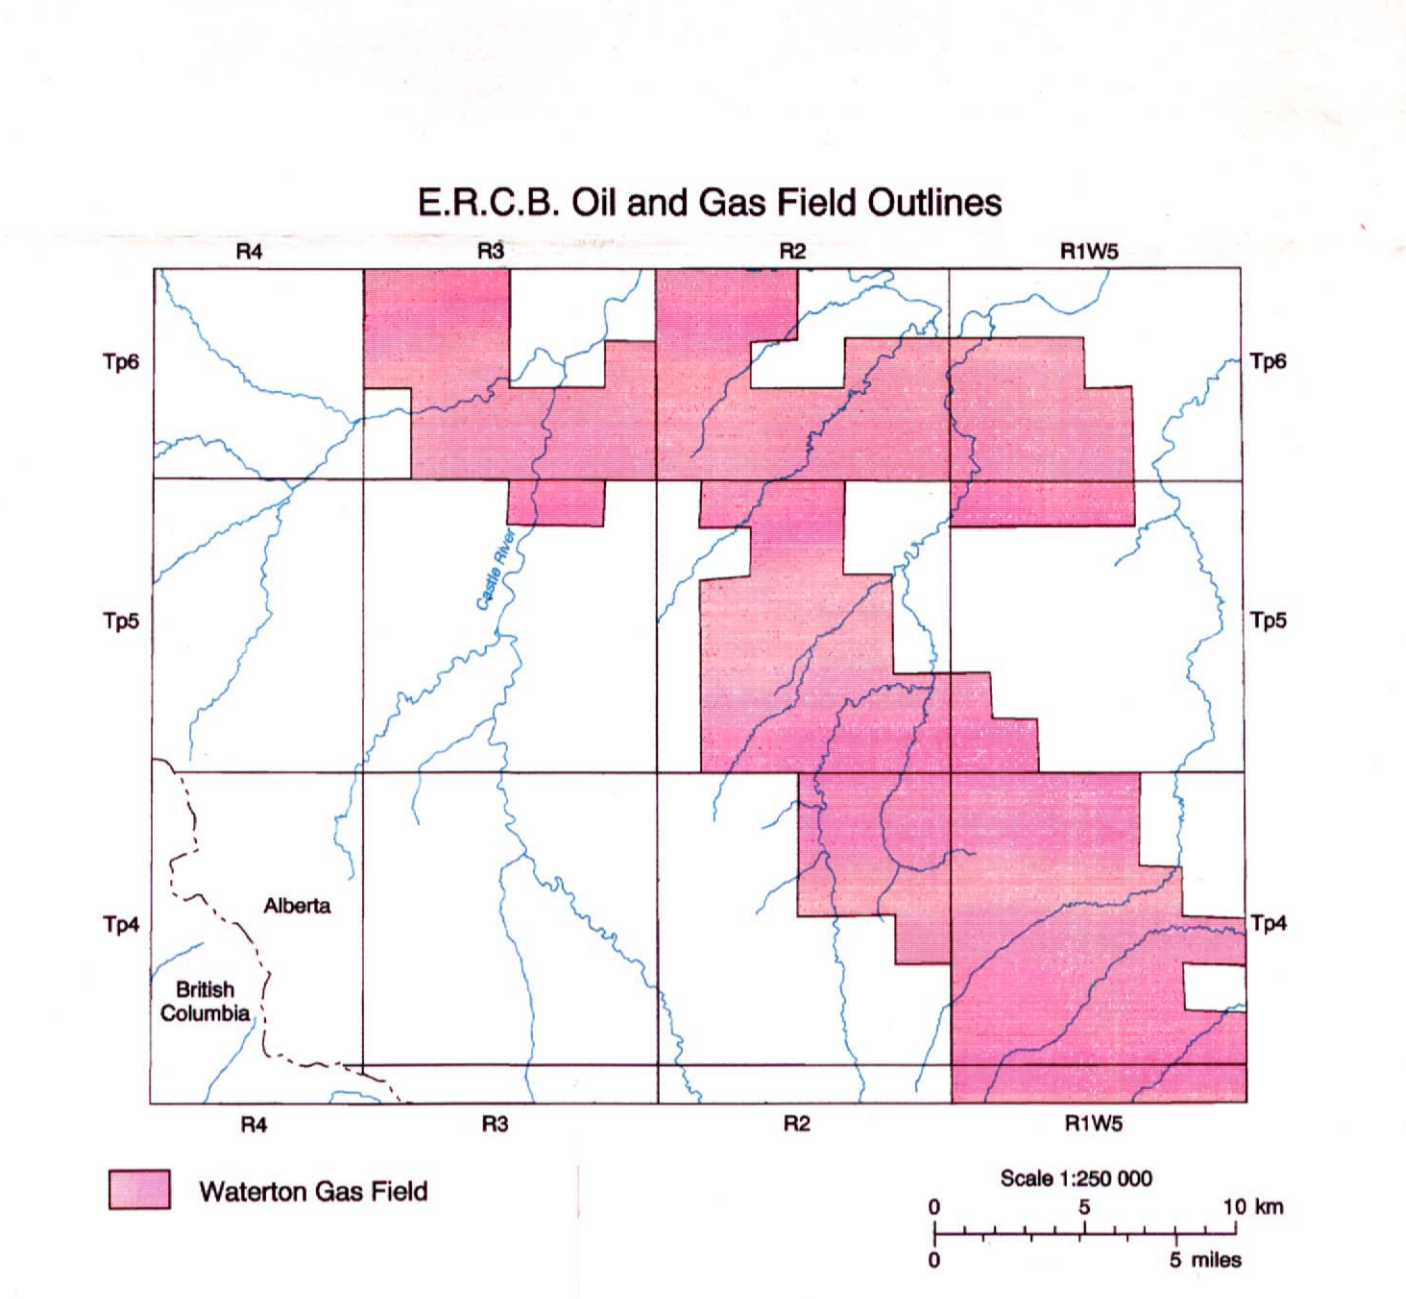 E.R.C.B. Oil and Gas Field Outlines
R4 R3 R2 R1W5
Tp6 Tp6
Castle River
Tp5 Tp5
Alberta
Tp4 Tp4
British
Columbia
R4 R3 R2 R1W5
Waterton Gas Field
Scale 1:250 000
0 5 10 km
0 5 miles